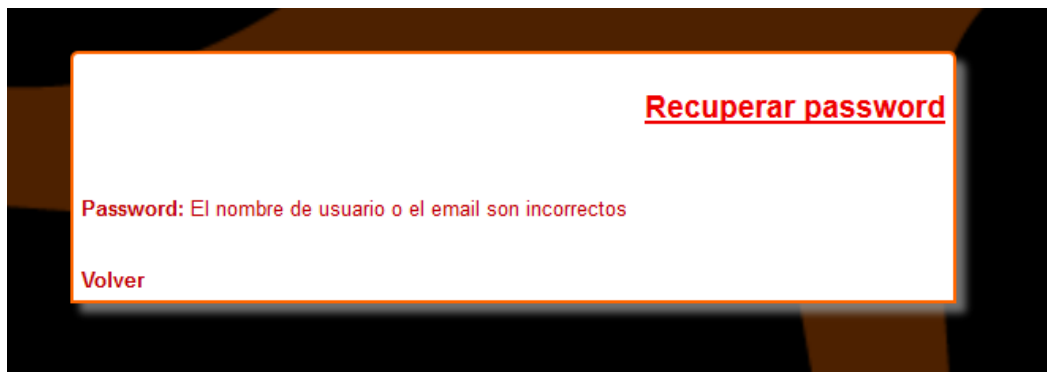 Recuperar password
Password: El nombre de usuario o el email son incorrectos
Volver